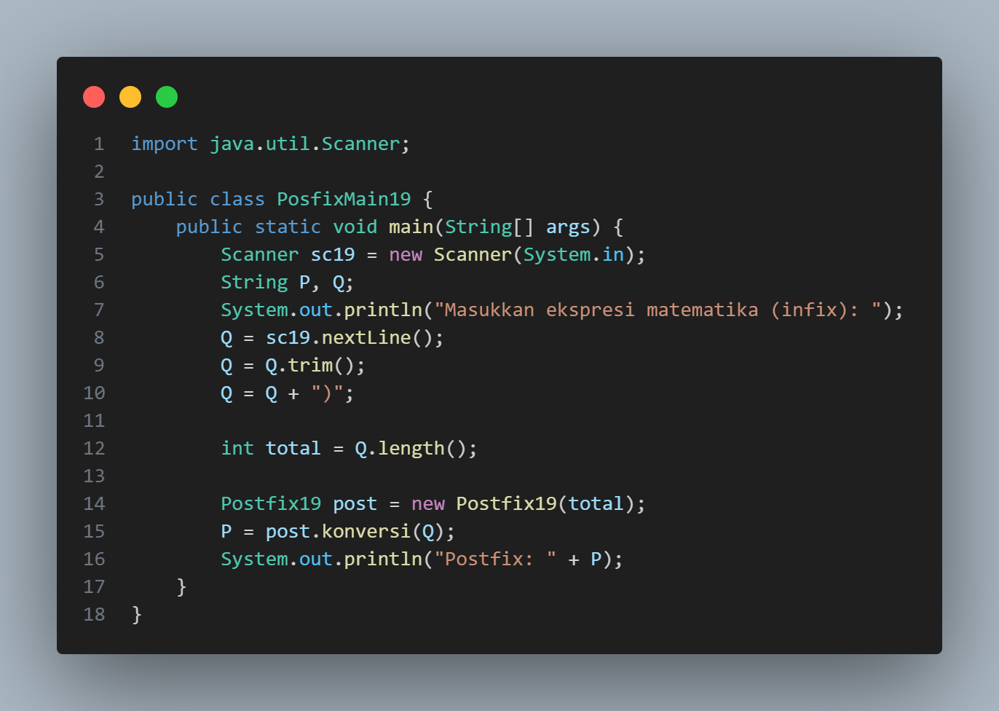 1 import java.util.Scanner;
2
3 public class PosfixMain19 {
4     public static void main(String[] args) {
5         Scanner sc19 = new Scanner(System.in);
6         String P, Q;
7         System.out.println("Masukkan ekspresi matematika (infix): ");
8         Q = sc19.nextLine();
9         Q = Q.trim();
10         Q = Q + ")";
11
12         int total = Q.length();
13
14         Postfix19 post = new Postfix19(total);
15         P = post.konversi(Q);
16         System.out.println("Postfix: " + P);
17     }
18 }